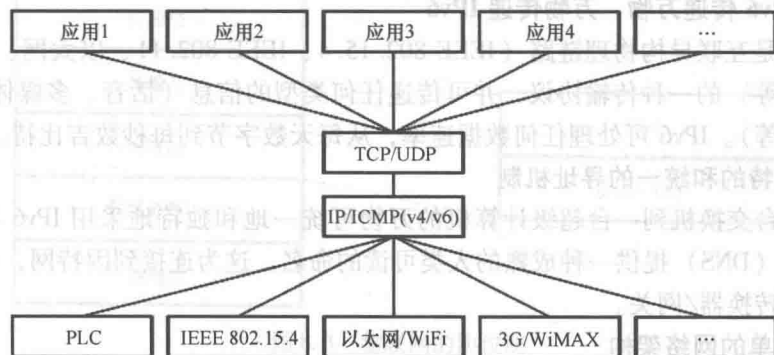 应用1 应用2 应用3 应用4 …
TCP/UDP
IP/ICMP(v4/v6)
PLC IEEE 802.15.4 以太网/WiFi 3G/WiMAX …